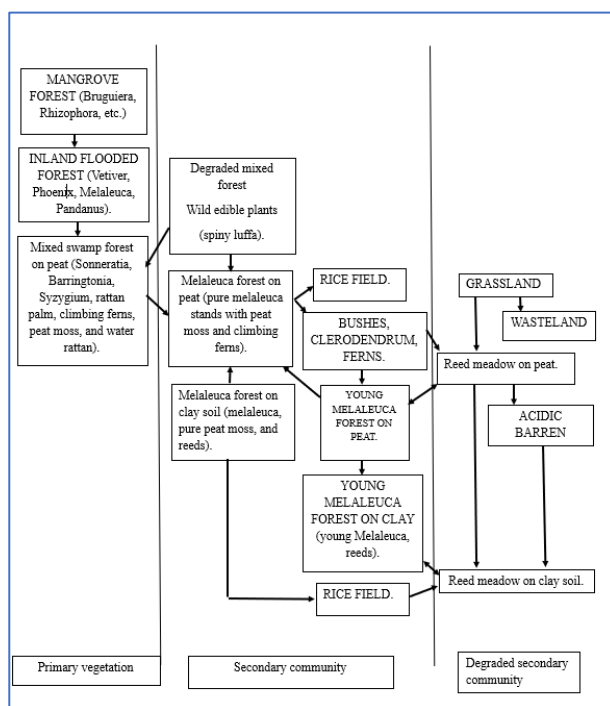 MANGROVE
FOREST (Bruguiera,
Rhizophora, etc.)
INLAND FLOODED
FOREST (Vetiver,
Phoenix, Melaleuca,
Pandanus).
Mixed swamp forest
on peat (Sonneratia,
Barringtonia,
Syzygium, rattan
palm, climbing ferns,
peat moss, and water
rattan).
Degraded mixed
forest
Wild edible plants
(spiny luffa).
Melaleuca forest on
peat (pure melaleuca
stands with peat
moss and climbing
ferns).
Melaleuca forest on
clay soil (melaleuca,
pure peat moss, and
reeds).
RICE FIELD.
BUSHES,
CLERODENDRUM,
FERNS.
YOUNG
MELALEUCA
FOREST ON
PEAT.
YOUNG
MELALEUCA
FOREST ON CLAY
(young Melaleuca,
reeds).
RICE FIELD.
GRASSLAND
WASTELAND
Reed meadow on peat.
ACIDIC
BARREN
Reed meadow on clay soil.
Primary vegetation
Secondary community
Degraded secondary
community